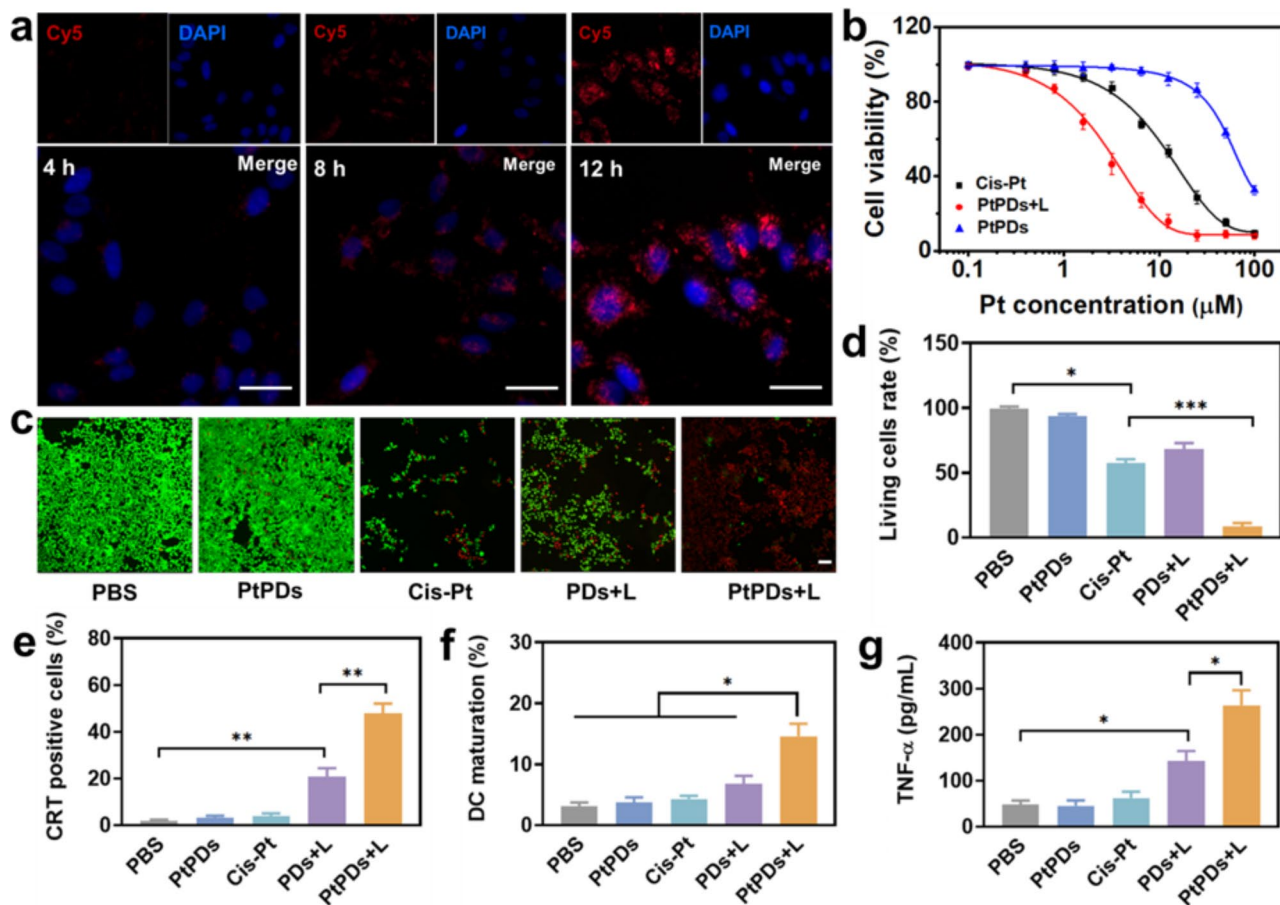 a
Cy5 DAPI Cy5 DAPI Cy5 DAPI
4 h Merge 8 h Merge 12 h Merge
b
Cell viability (%)
120
80
40
0
Cis-Pt
PtPDs+L
PtPDs
0.1 1 10 100
Pt concentration (μM)
c
PBS PtPDs Cis-Pt PDs+L PtPDs+L
d
Living cells rate (%)
150
100
50
0
*
***
PBS PtPDs Cis-Pt PDs+L PtPDs+L
e
CRT positive cells (%)
80
60
40
20
0
**
**
PBS PtPDs Cis-Pt PDs+L PtPDs+L
f
DC maturation (%)
30
20
10
0
*
PBS PtPDs Cis-Pt PDs+L PtPDs+L
g
TNF-α (pg/mL)
400
300
200
100
0
*
*
PBS PtPDs Cis-Pt PDs+L PtPDs+L